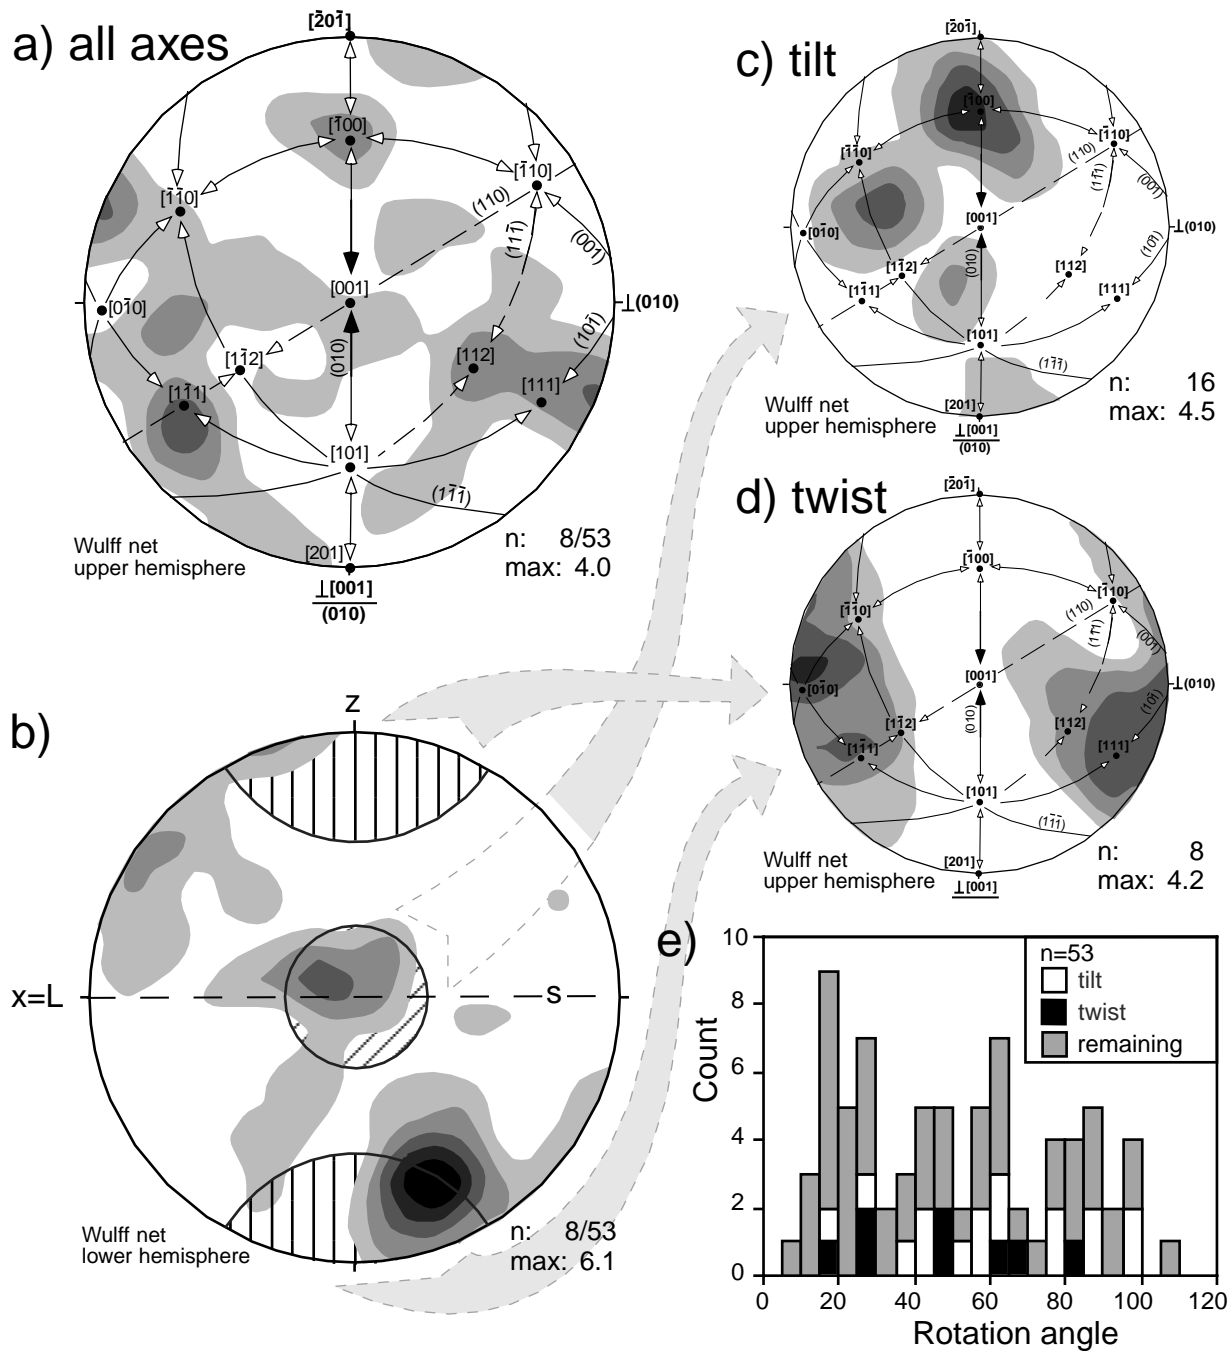 a) all axes
[2̄01̄]
[1̄00]
[1̄10]
[1̄1̄0]
(110)
(111̄)
(001)
[001]
[01̄0]
⊥(010)
(101̄)
(010)
[11̄2]
[112]
[11̄1]
[111]
[101]
(11̄1̄)
[201]
⊥[001]
(010)
Wulff net
upper hemisphere
n: 8/53
max: 4.0
b)
z
x=L
s
Wulff net
lower hemisphere
n: 8/53
max: 6.1
c) tilt
[2̄01̄]
[1̄00]
[1̄10]
[1̄1̄0]
(110)
(111̄)
(001)
[001]
[01̄0]
⊥(010)
(101̄)
(010)
[11̄2]
[112]
[11̄1]
[111]
[101]
(11̄1̄)
[201]
⊥[001]
(010)
Wulff net
upper hemisphere
n: 16
max: 4.5
d) twist
[2̄01̄]
[1̄00]
[1̄10]
[1̄1̄0]
(110)
(111̄)
(001)
[001]
[01̄0]
⊥(010)
(101̄)
(010)
[11̄2]
[112]
[11̄1]
[111]
[101]
(11̄1̄)
[201]
⊥[001]
Wulff net
upper hemisphere
n: 8
max: 4.2
e)
n=53
tilt
twist
remaining
Count
10
8
6
4
2
0
0 20 40 60 80 100 120
Rotation angle